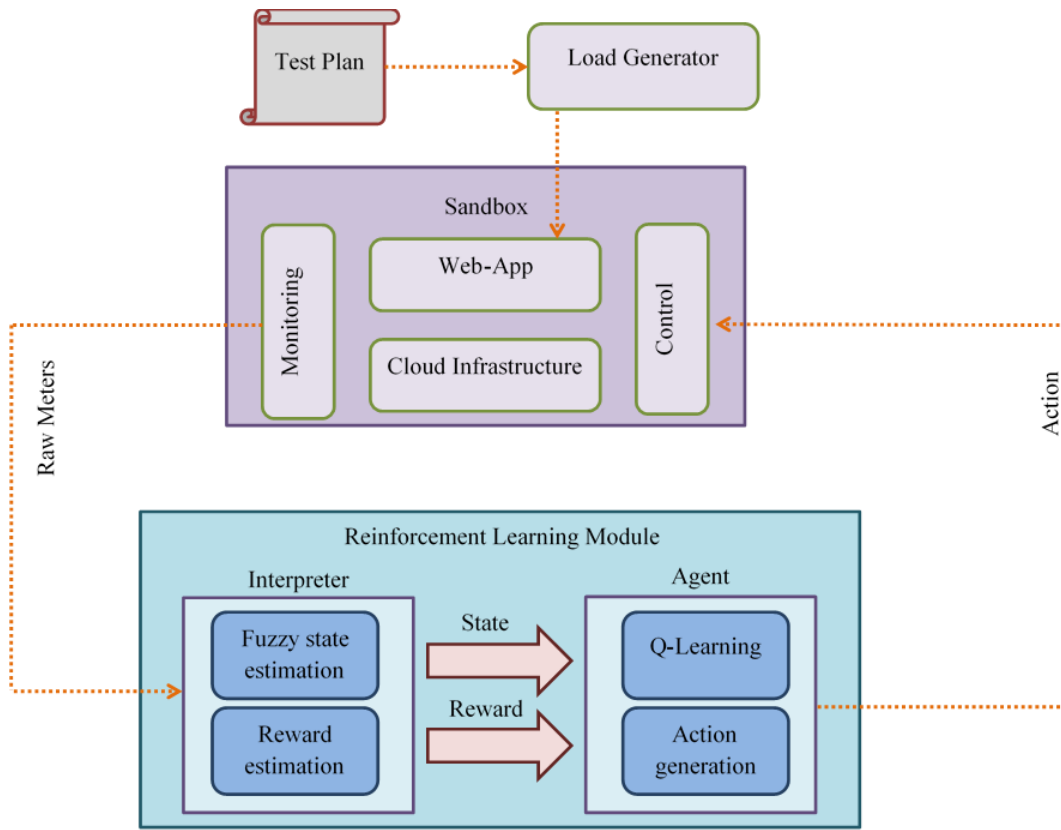 Test Plan
Load Generator
Sandbox
Monitoring
Web-App
Cloud Infrastructure
Control
Raw Meters
Action
Reinforcement Learning Module
Interpreter
Agent
Fuzzy state
estimation
State
Q-Learning
Reward
estimation
Reward
Action
generation